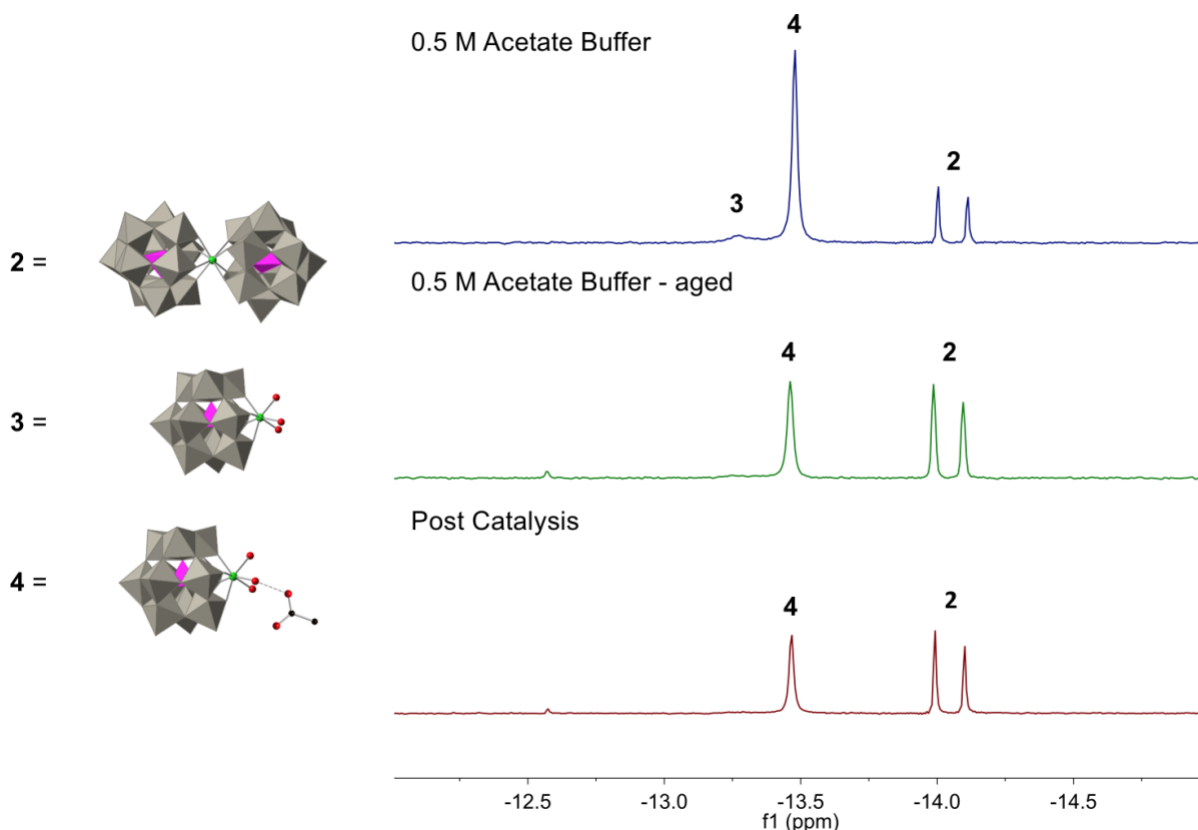 0.5 M Acetate Buffer
4
3
2
2 =
0.5 M Acetate Buffer - aged
4
2
3 =
Post Catalysis
4 =
4
2
-12.5 -13.0 -13.5 -14.0 -14.5
f1 (ppm)